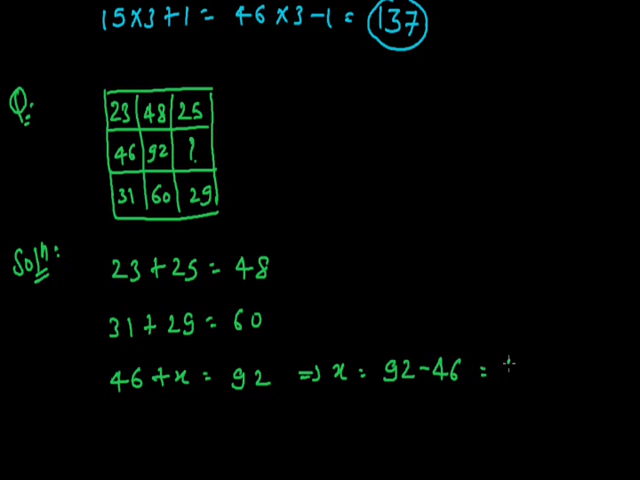 15×3+1= 46×3-1= 137
Q:
23 48 25
46 92 ?
31 60 29
Solⁿ:
23+25=48
31+29=60
46+x= 92 ⇒ x= 92-46 =